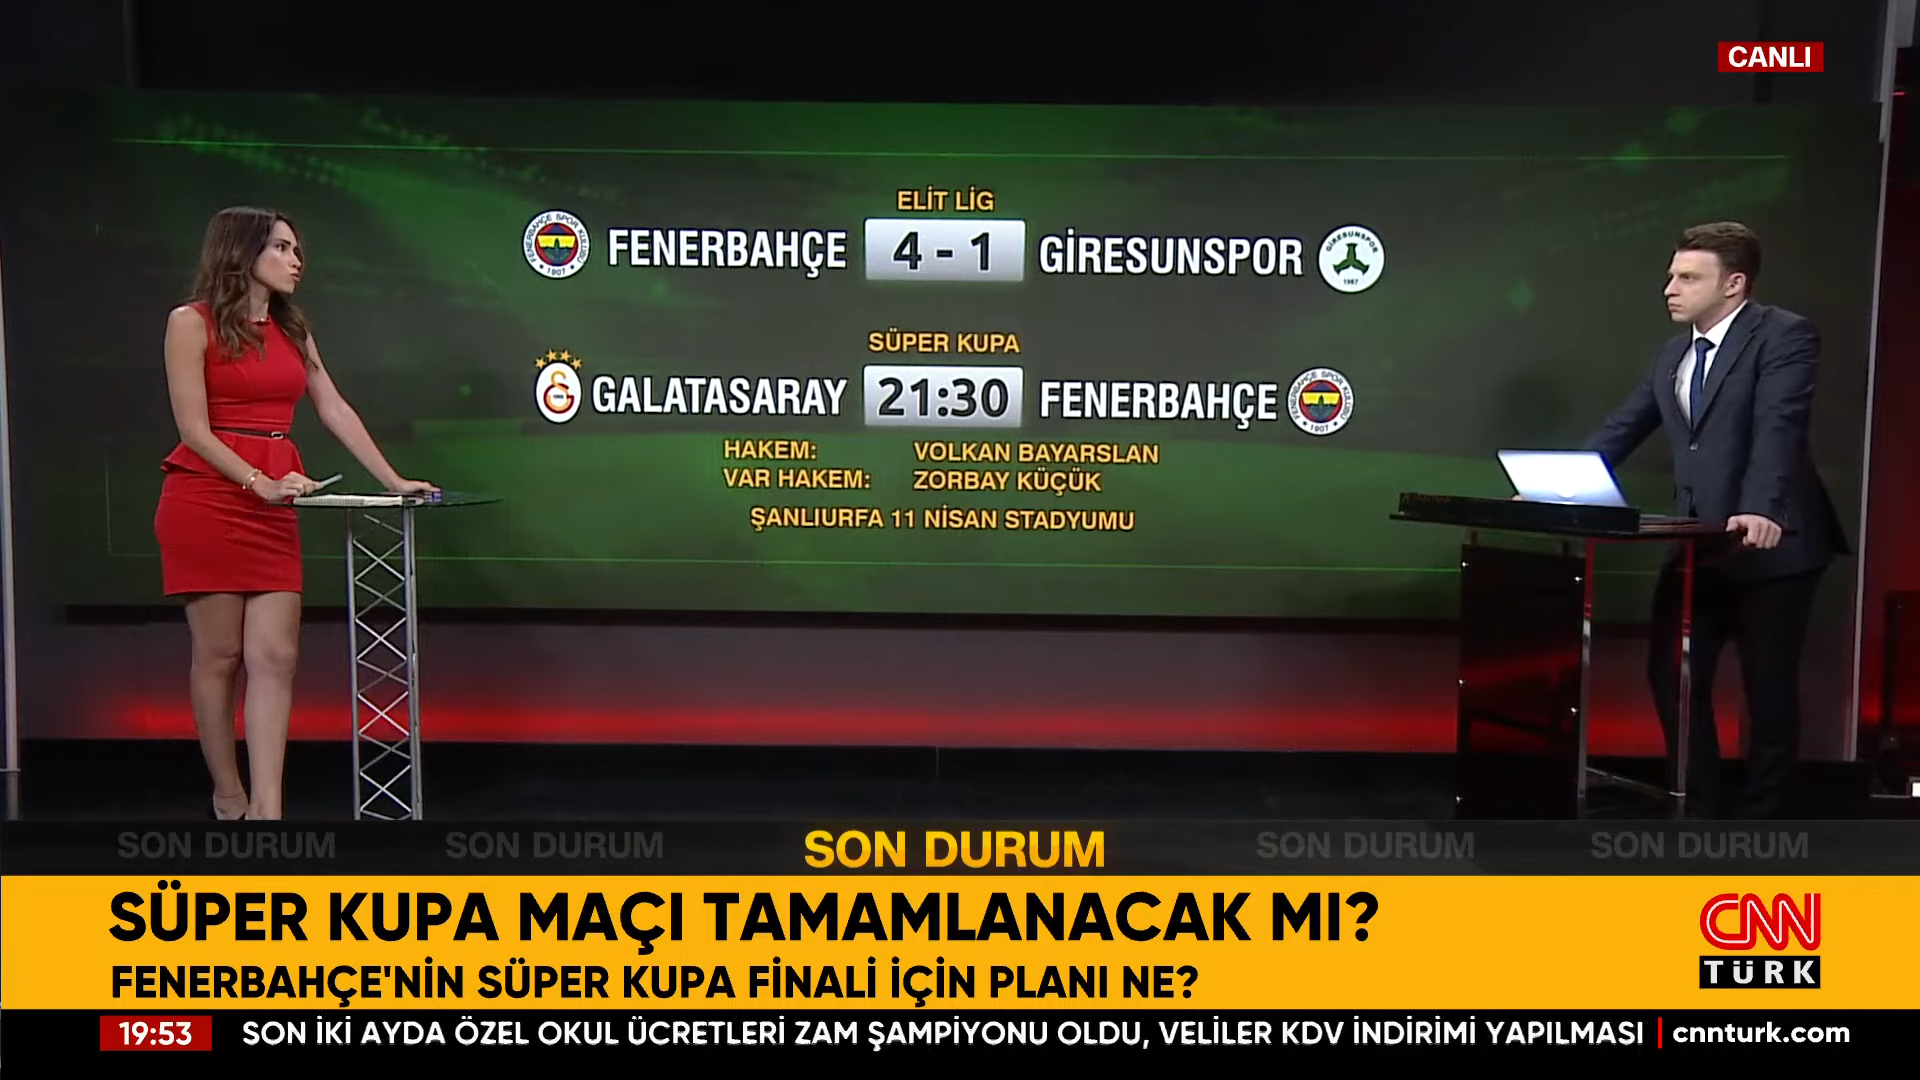 CANLI
ELİT LİG
FENERBAHÇE 4 - 1 GİRESUNSPOR
SÜPER KUPA
GALATASARAY 21:30 FENERBAHÇE
HAKEM: VOLKAN BAYARSLAN
VAR HAKEM: ZORBAY KÜÇÜK
ŞANLIURFA 11 NİSAN STADYUMU
SON DURUM SON DURUM SON DURUM SON DURUM SON DURUM
SÜPER KUPA MAÇI TAMAMLANACAK MI?
FENERBAHÇE'NİN SÜPER KUPA FİNALİ İÇİN PLANI NE?
CNN
TÜRK
19:53 SON İKİ AYDA ÖZEL OKUL ÜCRETLERİ ZAM ŞAMPİYONU OLDU, VELİLER KDV İNDİRİMİ YAPILMASI cnnturk.com